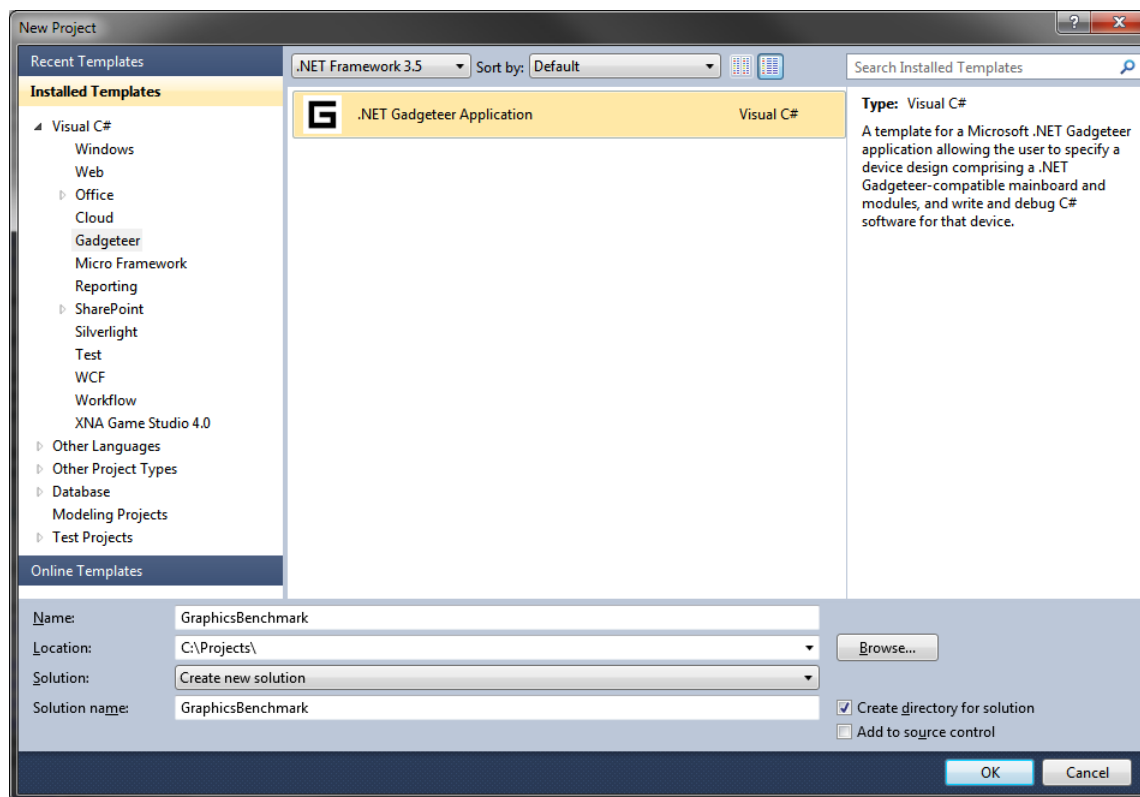 New Project
?
Recent Templates
Installed Templates
Visual C#
Windows
Web
Office
Cloud
Gadgeteer
Micro Framework
Reporting
SharePoint
Silverlight
Test
WCF
Workflow
XNA Game Studio 4.0
Other Languages
Other Project Types
Database
Modeling Projects
Test Projects
Online Templates
.NET Framework 3.5 Sort by: Default
G .NET Gadgeteer Application Visual C#
Search Installed Templates
Type: Visual C#
A template for a Microsoft .NET Gadgeteer
application allowing the user to specify a
device design comprising a .NET
Gadgeteer-compatible mainboard and
modules, and write and debug C#
software for that device.
Name: GraphicsBenchmark
Location: C:\Projects\ Browse...
Solution: Create new solution
Solution name: GraphicsBenchmark
Create directory for solution
Add to source control
OK Cancel